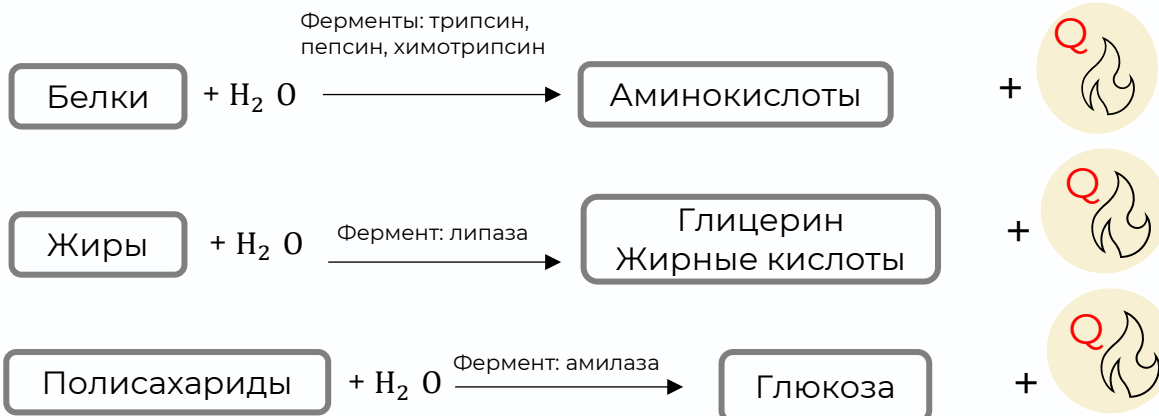 Ферменты: трипсин,
пепсин, химотрипсин
Белки + H₂ O Аминокислоты + Q
Фермент: липаза
Жиры + H₂ O Глицерин
Жирные кислоты + Q
Фермент: амилаза
Полисахариды + H₂ O Глюкоза + Q